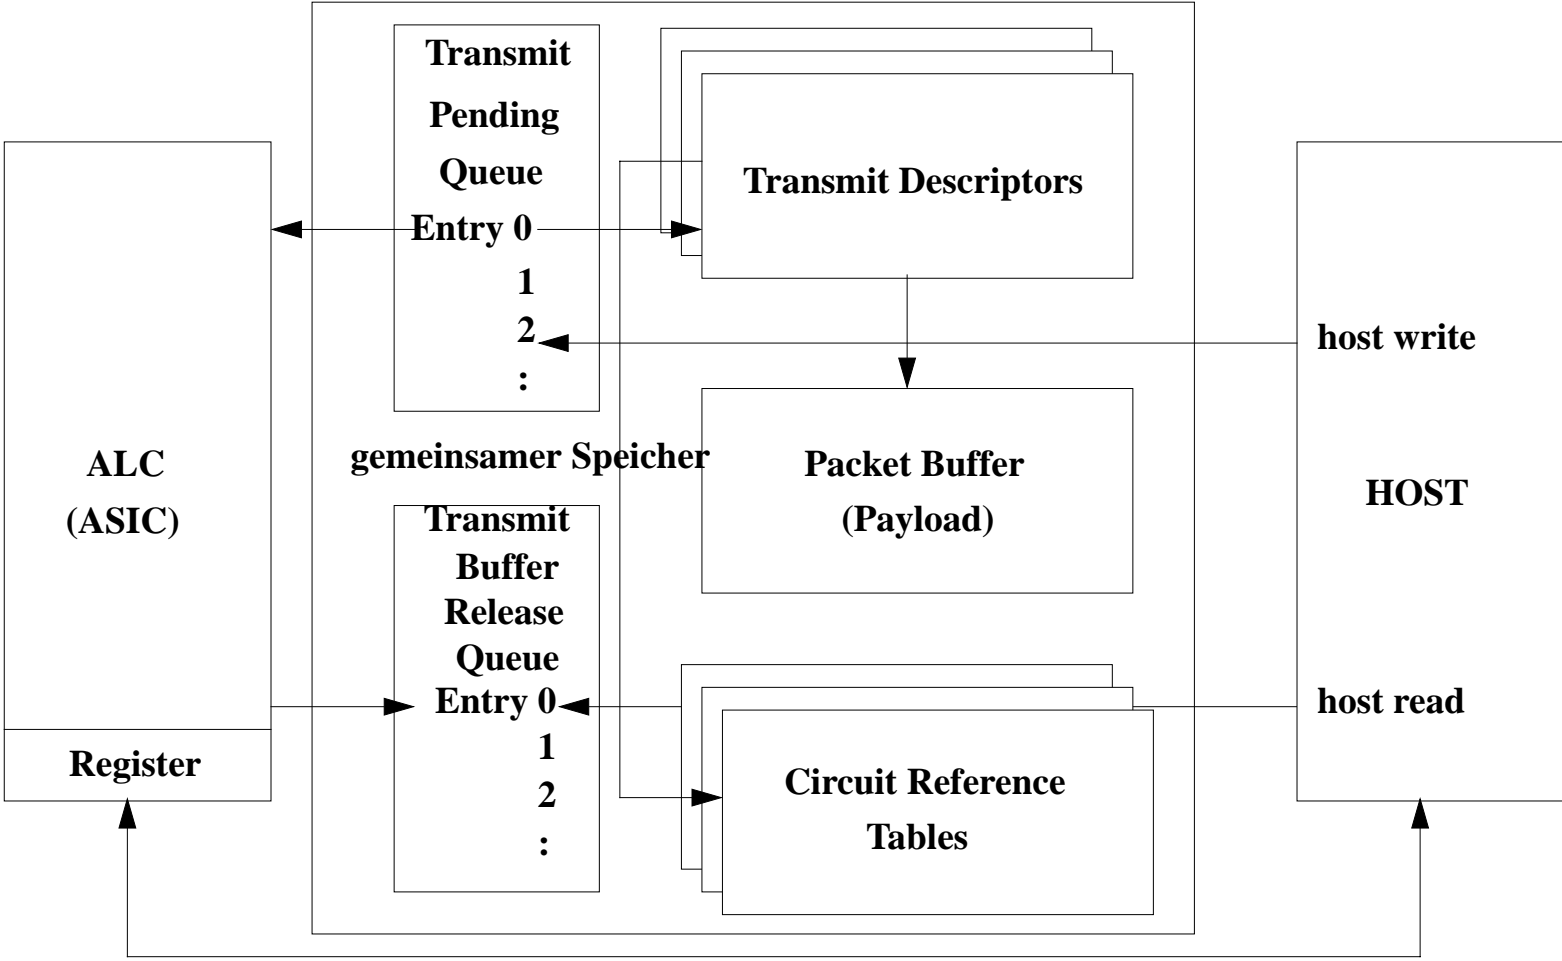 Transmit
Pending
Queue
Entry 0
1
2
:
Transmit Descriptors
host write
gemeinsamer Speicher
ALC
(ASIC)
Packet Buffer
(Payload)
HOST
Transmit
Buffer
Release
Queue
Entry 0
1
2
:
host read
Register
Circuit Reference
Tables